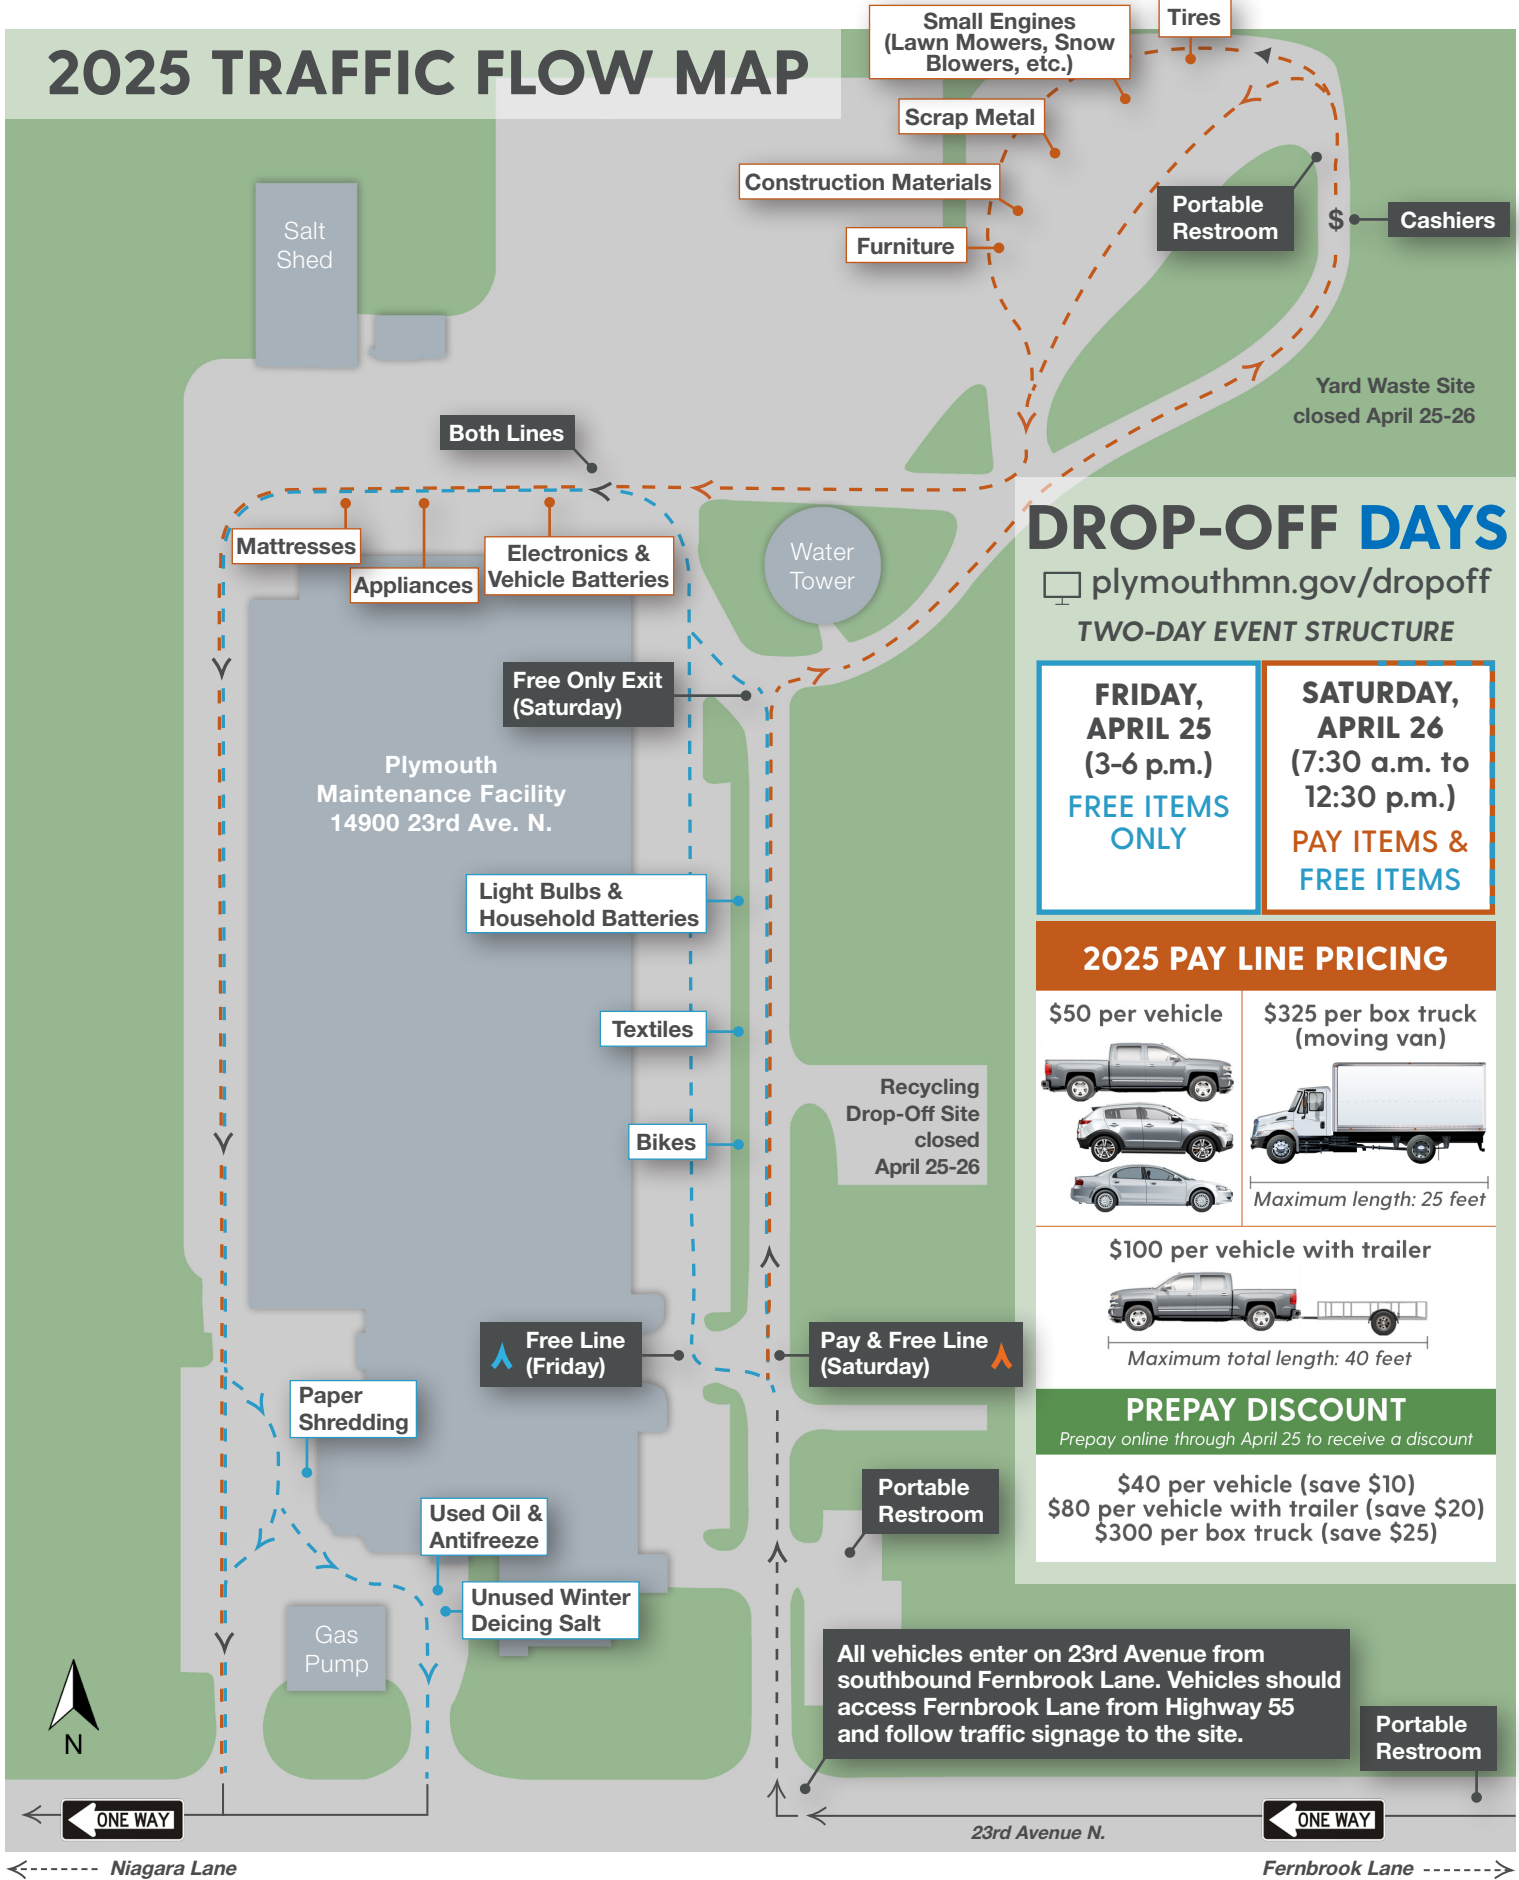 2025 TRAFFIC FLOW MAP
Small Engines
(Lawn Mowers, Snow
Blowers, etc.)
Tires
Scrap Metal
Construction Materials
Furniture
Portable
Restroom
$
Cashiers
Salt
Shed
Yard Waste Site
closed April 25-26
Both Lines
Mattresses
Appliances
Electronics &
Vehicle Batteries
Water
Tower
Free Only Exit
(Saturday)
Plymouth
Maintenance Facility
14900 23rd Ave. N.
Light Bulbs &
Household Batteries
Textiles
Bikes
Recycling
Drop-Off Site
closed
April 25-26
Free Line
(Friday)
Pay & Free Line
(Saturday)
Paper
Shredding
Used Oil &
Antifreeze
Unused Winter
Deicing Salt
Gas
Pump
Portable
Restroom
All vehicles enter on 23rd Avenue from
southbound Fernbrook Lane. Vehicles should
access Fernbrook Lane from Highway 55
and follow traffic signage to the site.
Portable
Restroom
N
ONE WAY
ONE WAY
23rd Avenue N.
Niagara Lane
Fernbrook Lane
DROP-OFF DAYS
plymouthmn.gov/dropoff
TWO-DAY EVENT STRUCTURE
FRIDAY,
APRIL 25
(3-6 p.m.)
FREE ITEMS
ONLY
SATURDAY,
APRIL 26
(7:30 a.m. to
12:30 p.m.)
PAY ITEMS &
FREE ITEMS
2025 PAY LINE PRICING
$50 per vehicle
$325 per box truck
(moving van)
Maximum length: 25 feet
$100 per vehicle with trailer
Maximum total length: 40 feet
PREPAY DISCOUNT
Prepay online through April 25 to receive a discount
$40 per vehicle (save $10)
$80 per vehicle with trailer (save $20)
$300 per box truck (save $25)